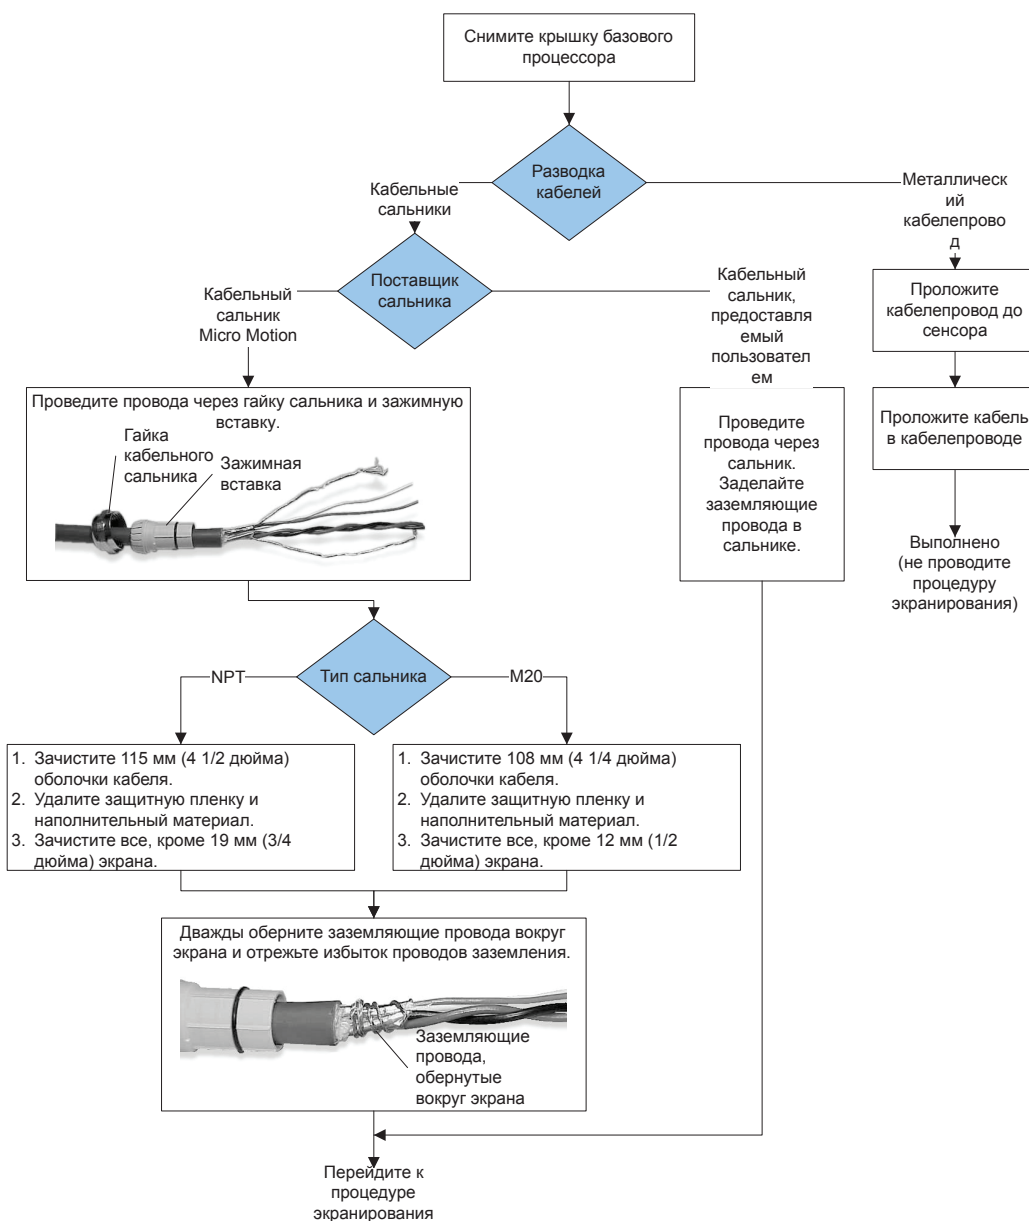 Снимите крышку базового
процессора
Разводка
кабелей
Кабельные
сальники
Металлическ
ий
кабелепрово
д
Поставщик
сальника
Кабельный
сальник
Micro Motion
Кабельный
сальник,
предоставля
емый
пользовател
ем
Проложите
кабелепровод до
сенсора
Проложите кабель
в кабелепроводе
Выполнено
(не проводите
процедуру
экранирования)
Проведите провода через гайку сальника и зажимную
вставку.
Гайка
кабельного
сальника
Зажимная
вставка
Проведите
провода через
сальник.
Заделайте
заземляющие
провода в
сальнике.
Тип сальника
NPT
M20
1. Зачистите 115 мм (4 1/2 дюйма)
оболочки кабеля.
2. Удалите защитную пленку и
наполнительный материал.
3. Зачистите все, кроме 19 мм (3/4
дюйма) экрана.
1. Зачистите 108 мм (4 1/4 дюйма)
оболочки кабеля.
2. Удалите защитную пленку и
наполнительный материал.
3. Зачистите все, кроме 12 мм (1/2
дюйма) экрана.
Дважды оберните заземляющие провода вокруг
экрана и отрежьте избыток проводов заземления.
Заземляющие
провода,
обернутые
вокруг экрана
Перейдите к
процедуре
экранирования